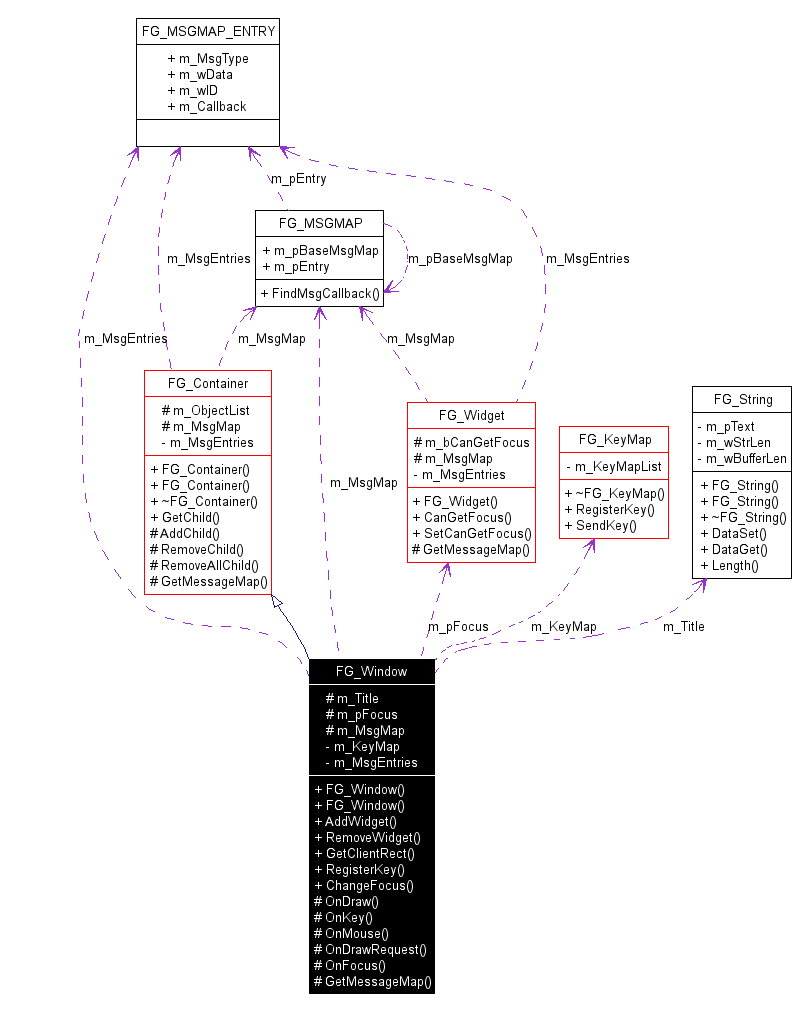 FG_MSGMAP_ENTRY
+ m_MsgType
+ m_wData
+ m_wID
+ m_Callback
m_pEntry
FG_MSGMAP
+ m_pBaseMsgMap
+ m_pEntry
+ FindMsgCallback()
m_pBaseMsgMap
m_MsgEntries
m_MsgEntries
m_MsgEntries
m_MsgMap
m_MsgMap
FG_Container
# m_ObjectList
# m_MsgMap
- m_MsgEntries
+ FG_Container()
+ FG_Container()
+ ~FG_Container()
+ GetChild()
# AddChild()
# RemoveChild()
# RemoveAllChild()
# GetMessageMap()
m_MsgMap
FG_Widget
# m_bCanGetFocus
# m_MsgMap
- m_MsgEntries
+ FG_Widget()
+ CanGetFocus()
+ SetCanGetFocus()
# GetMessageMap()
FG_KeyMap
- m_KeyMapList
+ ~FG_KeyMap()
+ RegisterKey()
+ SendKey()
FG_String
- m_pText
- m_wStrLen
- m_wBufferLen
+ FG_String()
+ FG_String()
+ ~FG_String()
+ DataSet()
+ DataGet()
+ Length()
m_pFocus
m_KeyMap
m_Title
FG_Window
# m_Title
# m_pFocus
# m_MsgMap
- m_KeyMap
- m_MsgEntries
+ FG_Window()
+ FG_Window()
+ AddWidget()
+ RemoveWidget()
+ GetClientRect()
+ RegisterKey()
+ ChangeFocus()
# OnDraw()
# OnKey()
# OnMouse()
# OnDrawRequest()
# OnFocus()
# GetMessageMap()